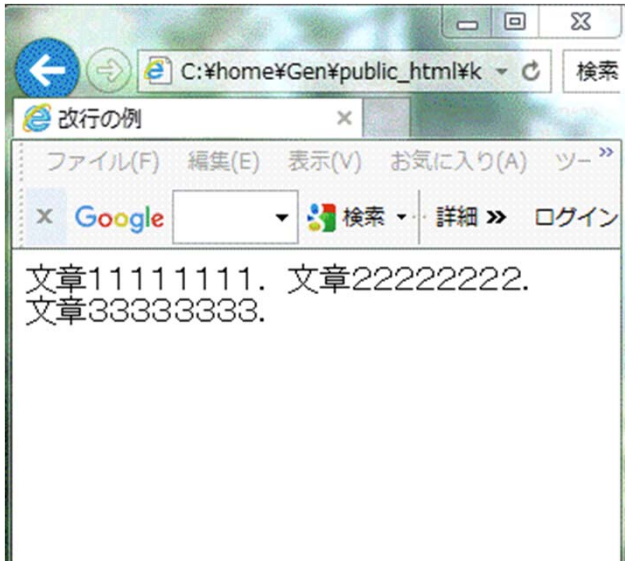 C:¥home¥Gen¥public_html¥k
検索
改行の例
ファイル(F) 編集(E) 表示(V) お気に入り(A) ツー »
x Google 検索 詳細 » ログイン
文章11111111. 文章22222222.
文章33333333.